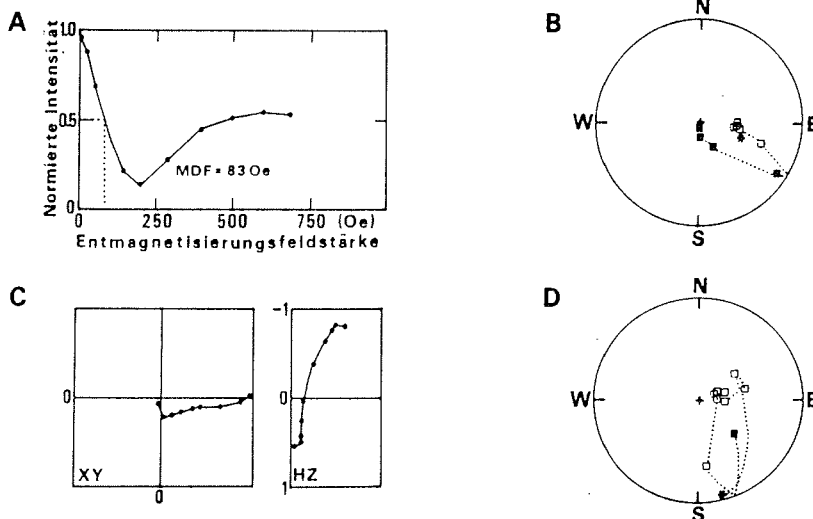 A
Normierte Intensität
1.0
0.5
0
MDF = 83 Oe
0 250 500 750 (Oe)
Entmagnetisierungsfeldstärke
B
N
W
E
S
C
0
XY
0
-1
0
HZ
1
D
N
W
E
S